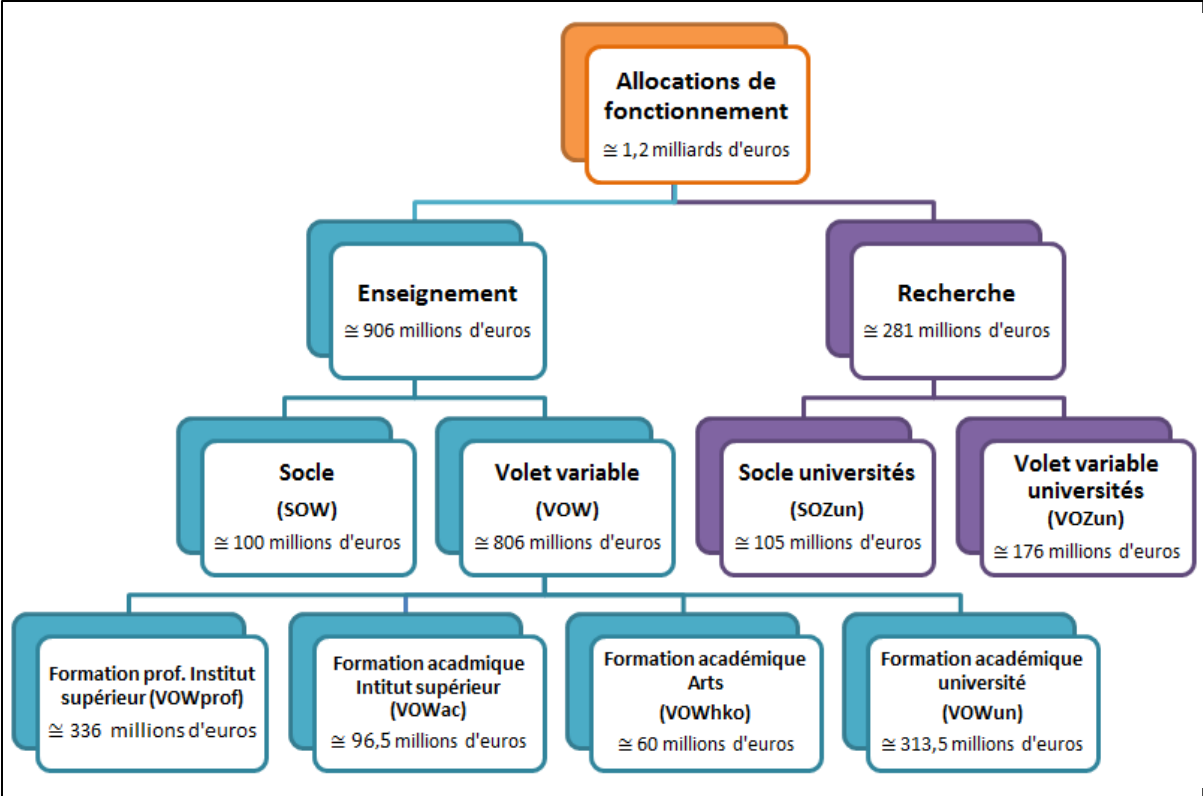 Allocations de
fonctionnement
≅ 1,2 milliards d'euros
Enseignement
≅ 906 millions d'euros
Recherche
≅ 281 millions d'euros
Socle
(SOW)
≅ 100 millions d'euros
Volet variable
(VOW)
≅ 806 millions d'euros
Socle universités
(SOZun)
≅ 105 millions d'euros
Volet variable
universités
(VOZun)
≅ 176 millions d'euros
Formation prof. Institut
supérieur (VOWprof)
≅ 336 millions d'euros
Formation acadmique
Intitut supérieur
(VOWac)
≅ 96,5 millions d'euros
Formation académique
Arts
(VOWhko)
≅ 60 millions d'euros
Formation académique
université
(VOWun)
≅ 313,5 millions d'euros